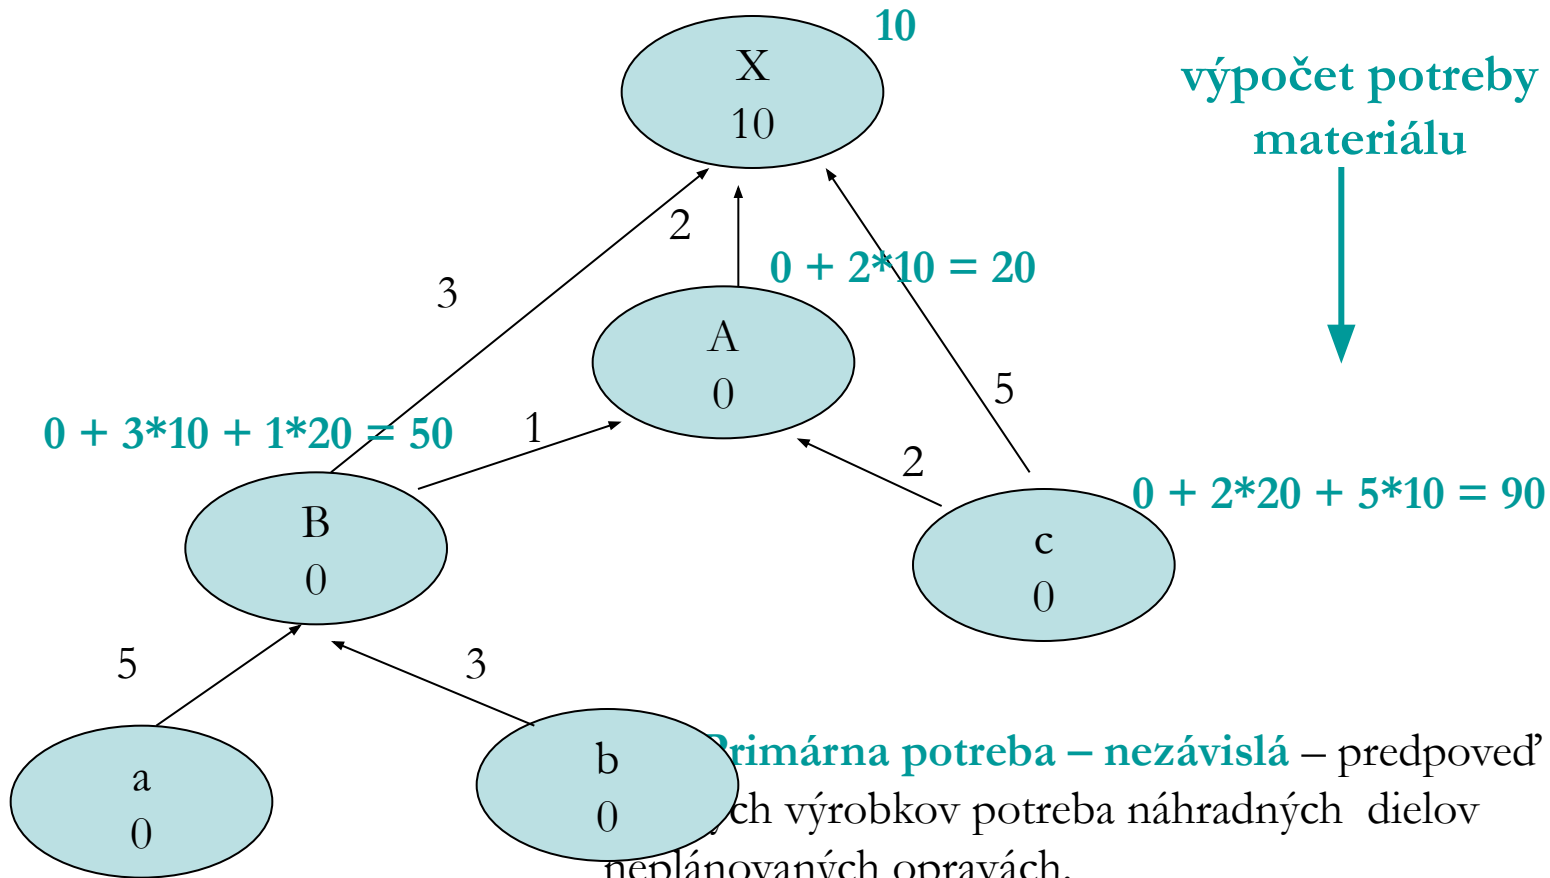 10
X
10
výpočet potreby
materiálu
2
0 + 2*10 = 20
3
A
0
5
0 + 3*10 + 1*20 = 50
1
2
0 + 2*20 + 5*10 = 90
B
0
c
0
5
3
a
0
b
0
potreba – nezávislá – predpoveď
výrobkov potreba náhradných dielov
neplánovaných opravách.